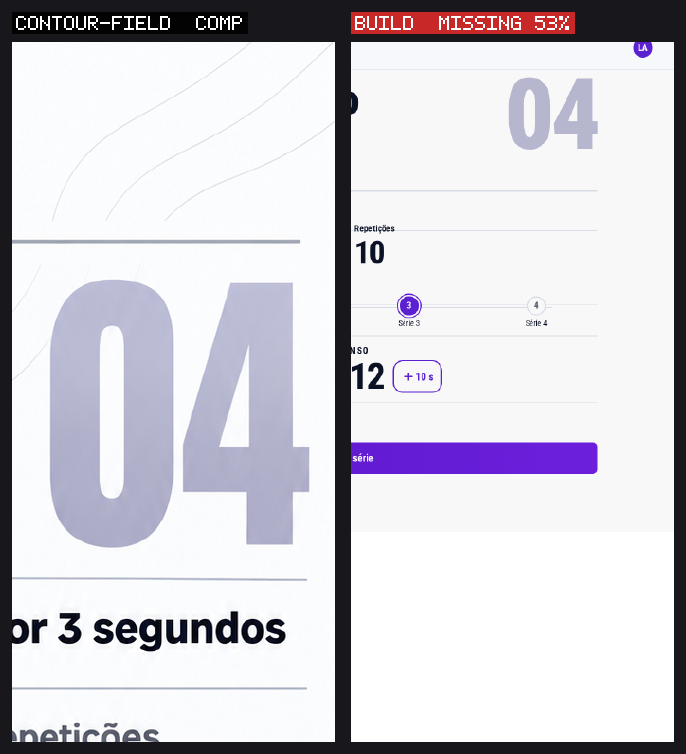 CONTOUR-FIELD COMP
04
or 3 segundos
epetições
BUILD MISSING 53%
LA
04
Repetições
10
3
4
Série 3
Série 4
NSO
12
+ 10 s
série